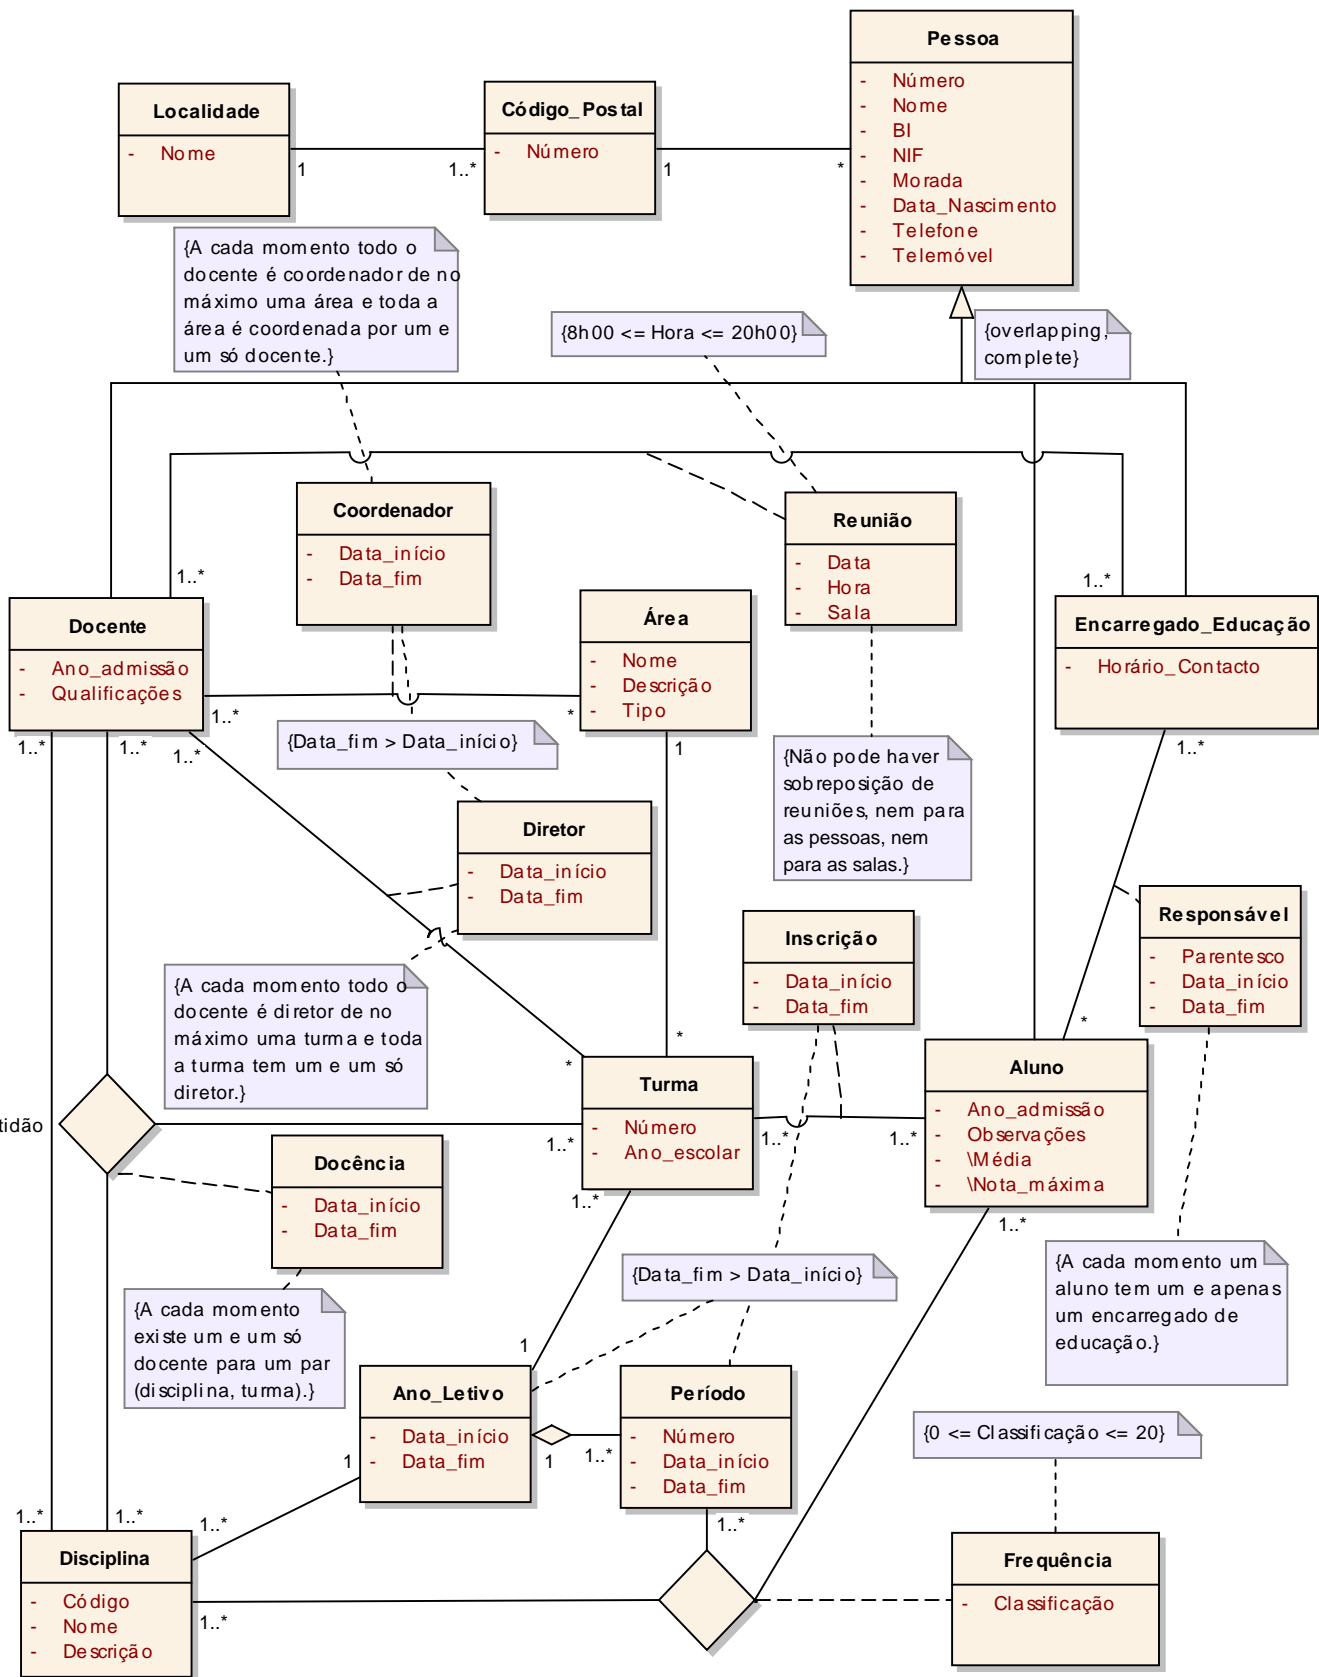 Pessoa
- Número
- Nome
- BI
- NIF
- Morada
- Data_Nascimento
- Telefone
- Telemóvel
Localidade
- Nome
Código_Postal
- Número
1
1..*
1
*
{A cada momento todo o
docente é coordenador de no
máximo uma área e toda a
área é coordenada por um e
um só docente.}
{8h00 <= Hora <= 20h00}
{overlapping,
complete}
Coordenador
- Data_início
- Data_fim
Reunião
- Data
- Hora
- Sala
1..*
1..*
Docente
- Ano_admissão
- Qualificações
Área
- Nome
- Descrição
- Tipo
Encarregado_Educação
- Horário_Contacto
1..*
*
1..*
1..*
1..*
1
1..*
{Data_fim > Data_início}
{Não pode haver
sobreposição de
reuniões, nem para
as pessoas, nem
para as salas.}
Diretor
- Data_início
- Data_fim
Responsável
- Parentesco
- Data_início
- Data_fim
Inscrição
- Data_início
- Data_fim
{A cada momento todo o
docente é diretor de no
máximo uma turma e toda
a turma tem um e um só
diretor.}
*
*
*
Turma
- Número
- Ano_escolar
Aluno
- Ano_admissão
- Observações
- \Média
- \Nota_máxima
tidão
1..*
1..*
1..*
Docência
- Data_início
- Data_fim
1..*
1..*
{Data_fim > Data_início}
{A cada momento um
aluno tem um e apenas
um encarregado de
educação.}
{A cada momento
existe um e um só
docente para um par
(disciplina, turma).}
1
Ano_Letivo
- Data_início
- Data_fim
Período
- Número
- Data_início
- Data_fim
{0 <= Classificação <= 20}
1
1
1..*
1..*
1..*
1..*
1..*
Disciplina
- Código
- Nome
- Descrição
1..*
Frequência
- Classificação